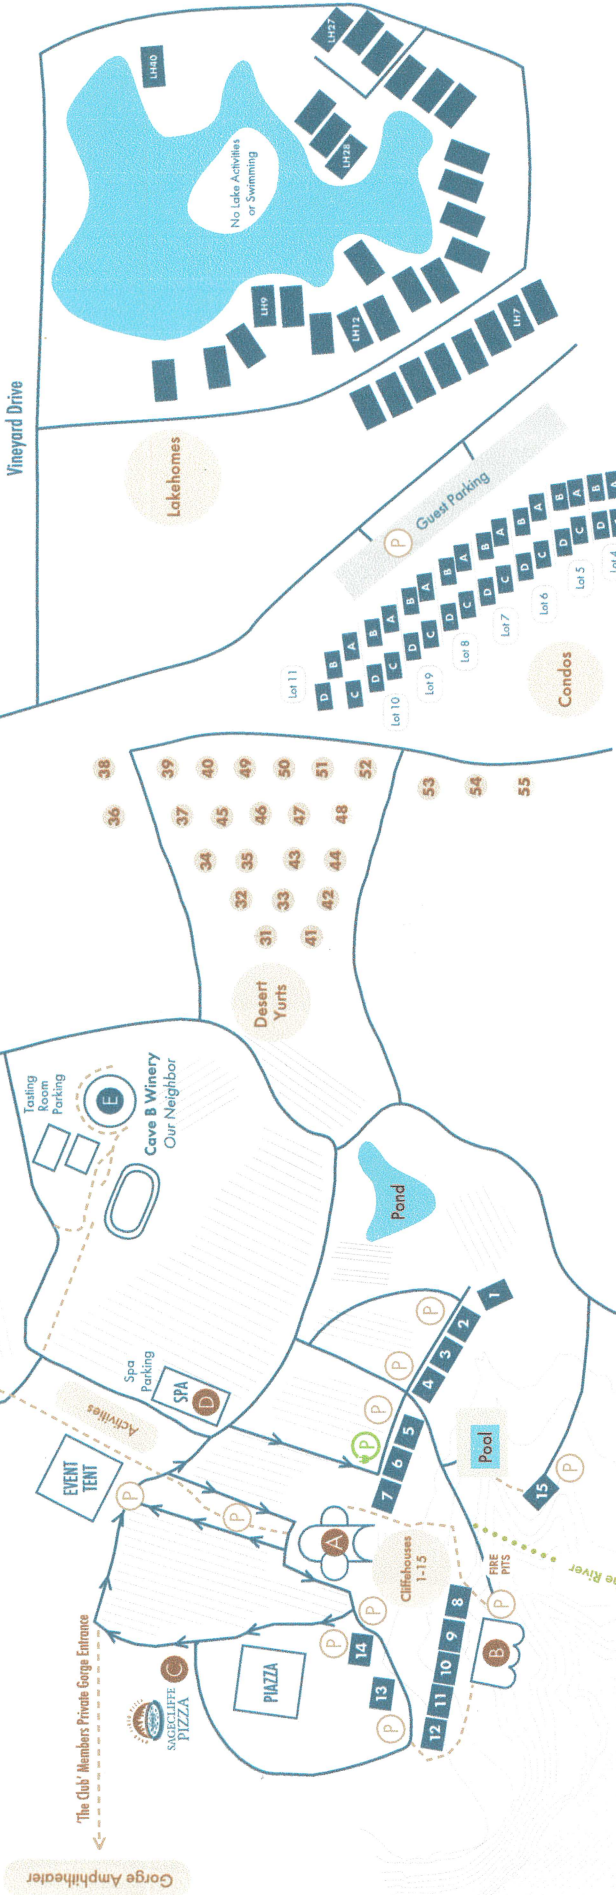 Vineyard Drive
LH40
LH27
LH28
No Lake Activities
or Swimming
LH9
LH12
LH7
Lakehomes
P
Guest Parking
Lot 11
D
B
C
A
D
B
C
A
Lot 10
D
B
C
A
Lot 9
D
B
C
A
Lot 8
D
B
C
A
Lot 7
D
B
C
A
Lot 6
D
B
C
A
Lot 5
D
B
A
Lot 4
Condos
38
36
39
37
40
45
34
49
46
35
32
50
47
43
33
31
51
48
44
42
41
52
53
54
55
Desert
Yurts
Tasting
Room
Parking
E
Cave B Winery
Our Neighbor
Pond
Spa
Parking
SPA
D
Activities
EVENT
TENT
P
P
P
P
P
P
1
2
3
4
5
6
7
Pool
15
P
A
Cliffehouses
1-15
FIRE
PITS
P
B
8
9
10
11
12
P
P
14
13
P
PIAZZA
C
SAGECLIFFE
PIZZA
'The Club' Members Private Gorge Entrance
Gorge Amphitheater
River